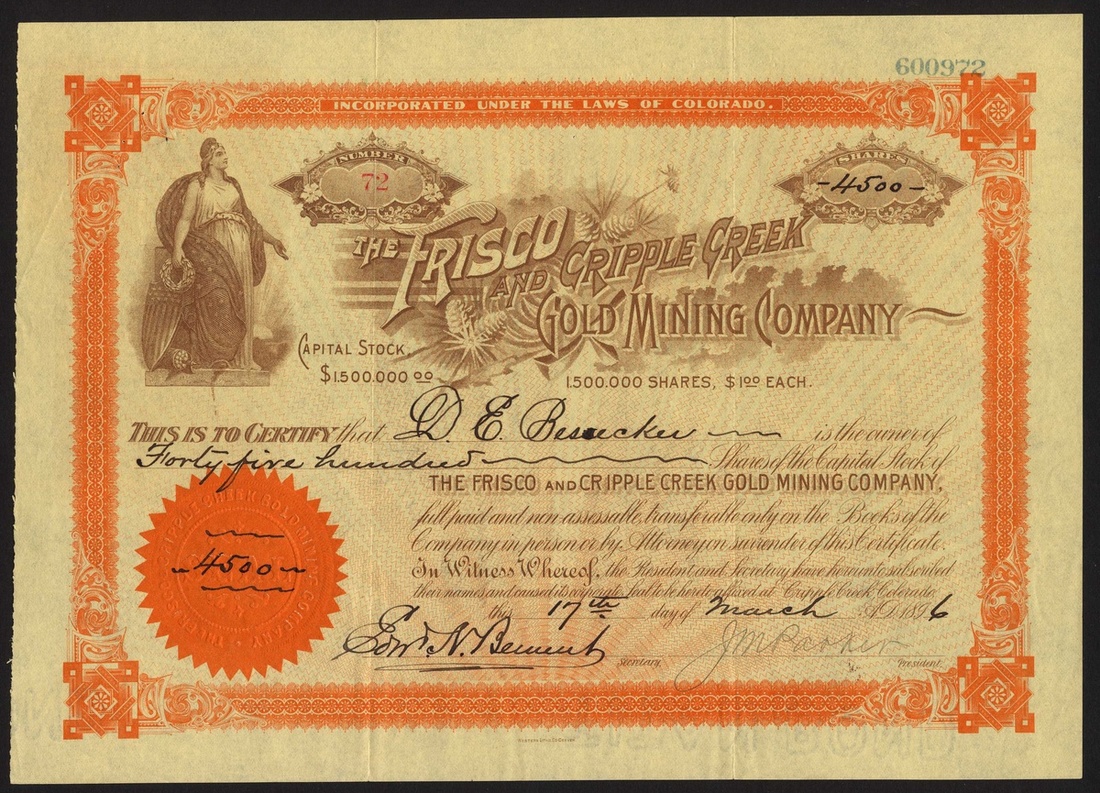 600972
INCORPORATED UNDER THE LAWS OF COLORADO.
NUMBER
72
SHARES
-4500-
THE FRISCO AND CRIPPLE CREEK
GOLD MINING COMPANY
CAPITAL STOCK.
$1.500.000 00
1.500.000 SHARES, $1.00 EACH.
THIS IS TO CERTIFY that D. E. Bessecker is the owner of
Forty five hundred Shares of the Capital Stock of
THE FRISCO AND CRIPPLE CREEK GOLD MINING COMPANY,
full paid and non-assessable, transferable only on the Books of the
Company in person or by Attorney on surrender of this Certificate.
In Witness Whereof, the President and Secretary have hereunto subscribed
their names and caused its corporate seal to be hereto affixed at Cripple Creek Colorado
this 17th day of March A.D. 1896
4500
Edw. N. Bement
Secretary.
J M Parker
President.